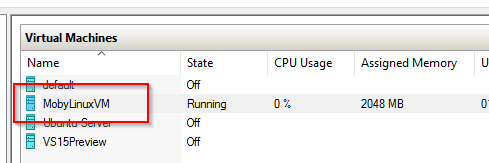 Virtual Machines
Name State CPU Usage Assigned Memory U
default Off
MobyLinuxVM Running 0 % 2048 MB 01
Ubuntu Server Off
VS15Preview Off